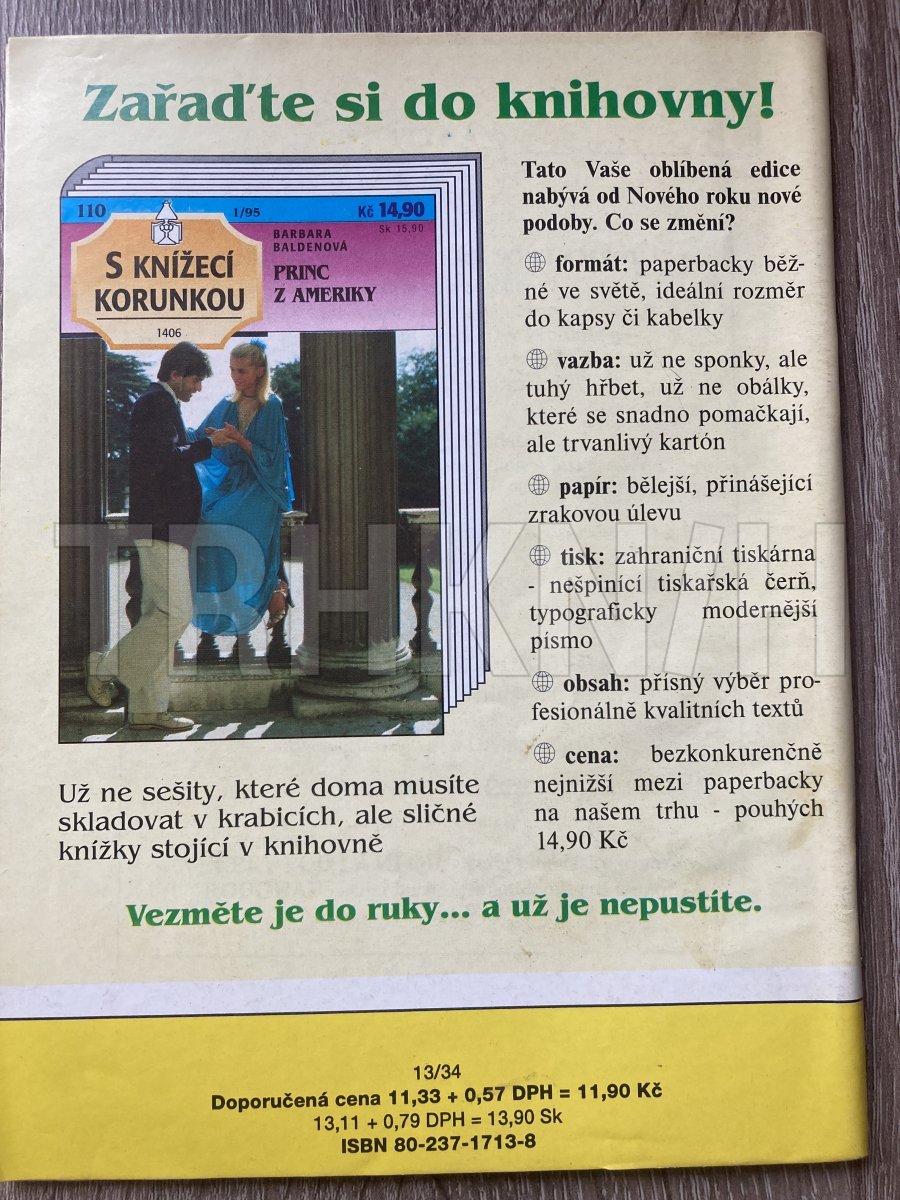 Zařaďte si do knihovny!
110
1/95
Kč 14,90
Sk 15,90
S KNÍŽECÍ
KORUNKOU
1406
BARBARA
BALDENOVÁ
PRINC
Z AMERIKY
Tato Vaše oblíbená edice
nabývá od Nového roku nové
podoby. Co se změní?
formát: paperbacky běž-
né ve světě, ideální rozměr
do kapsy či kabelky
vazba: už ne sponky, ale
tuhý hřbet, už ne obálky,
které se snadno pomačkají,
ale trvanlivý kartón
papír: bělejší, přinášející
zrakovou úlevu
tisk: zahraniční tiskárna
- nešpinící tiskařská čerň,
typograficky modernější
písmo
obsah: přísný výběr pro-
fesionálně kvalitních textů
cena: bezkonkurenčně
nejnižší mezi paperbacky
na našem trhu - pouhých
14,90 Kč
Už ne sešity, které doma musíte
skladovat v krabicích, ale sličné
knížky stojící v knihovně
Vezměte je do ruky... a už je nepustíte.
13/34
Doporučená cena 11,33 + 0,57 DPH = 11,90 Kč
13,11 + 0,79 DPH = 13,90 Sk
ISBN 80-237-1713-8